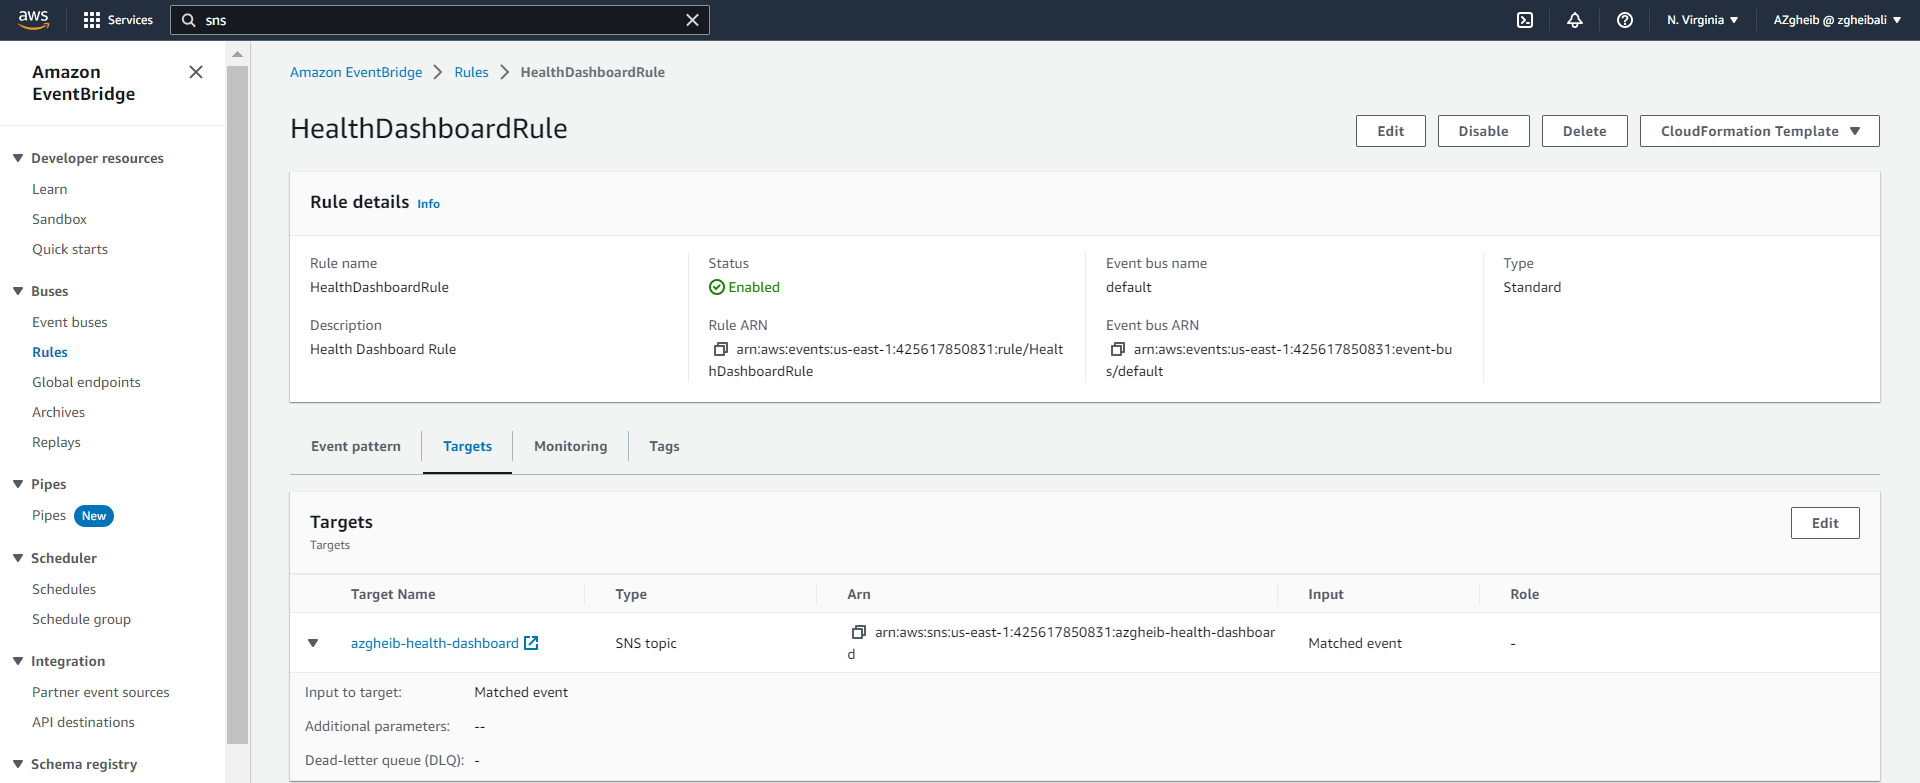 aws
Services
sns
N. Virginia
AZgheib @ zgheibali
Amazon
EventBridge
Developer resources
Learn
Sandbox
Quick starts
Buses
Event buses
Rules
Global endpoints
Archives
Replays
Pipes
Pipes New
Scheduler
Schedules
Schedule group
Integration
Partner event sources
API destinations
Schema registry
Amazon EventBridge > Rules > HealthDashboardRule
HealthDashboardRule
Edit
Disable
Delete
CloudFormation Template
Rule details Info
Rule name
HealthDashboardRule
Description
Health Dashboard Rule
Status
Enabled
Rule ARN
arn:aws:events:us-east-1:425617850831:rule/Healt
hDashboardRule
Event bus name
default
Event bus ARN
arn:aws:events:us-east-1:425617850831:event-bu
s/default
Type
Standard
Event pattern
Targets
Monitoring
Tags
Targets
Targets
Edit
Target Name
Type
Arn
Input
Role
azgheib-health-dashboard
SNS topic
arn:aws:sns:us-east-1:425617850831:azgheib-health-dashboar
d
Matched event
-
Input to target: Matched event
Additional parameters: --
Dead-letter queue (DLQ): -